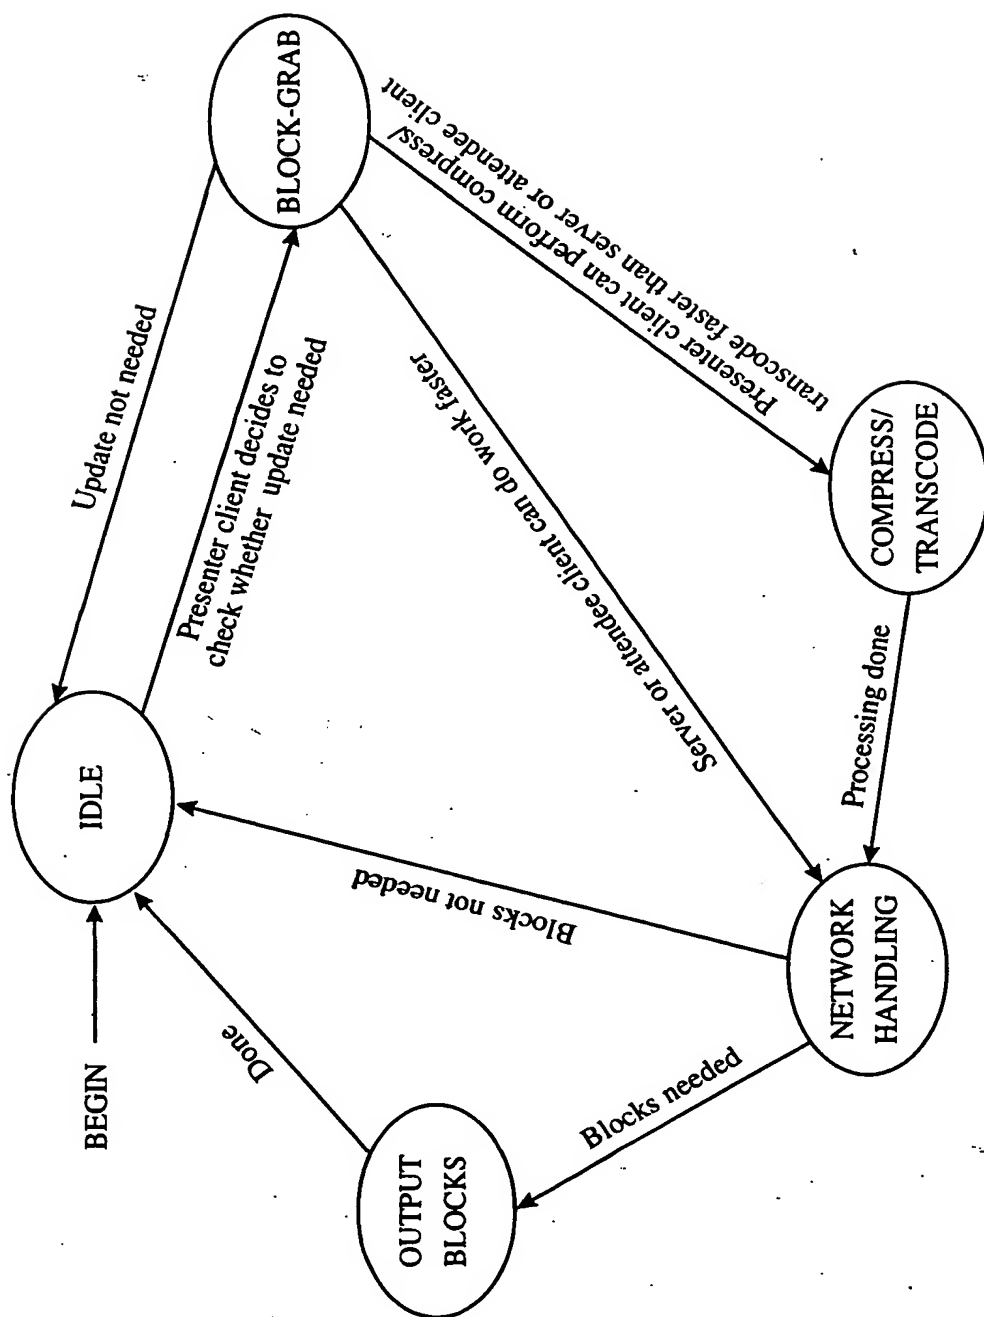 BEGIN
IDLE
Update not needed
Presenter client decides to
check whether update needed
BLOCK-GRAB
Done
Blocks not needed
Server or attendee client can do work faster
Presenter client can perform compress/
transcode faster than server or attendee client
OUTPUT
BLOCKS
Blocks needed
NETWORK
HANDLING
Processing done
COMPRESS/
TRANSCODE